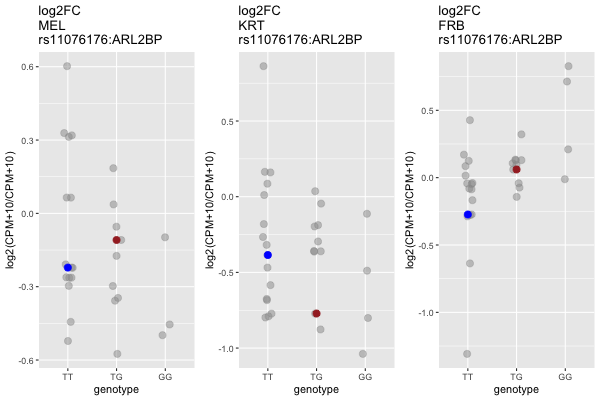 log2FC
MEL
rs11076176:ARL2BP
log2(CPM+10/CPM+10)
0.6
0.3
0.0
-0.3
-0.6
TT
TG
GG
genotype
log2FC
KRT
rs11076176:ARL2BP
log2(CPM+10/CPM+10)
0.5
0.0
-0.5
-1.0
TT
TG
GG
genotype
log2FC
FRB
rs11076176:ARL2BP
log2(CPM+10/CPM+10)
0.5
0.0
-0.5
-1.0
TT
TG
GG
genotype